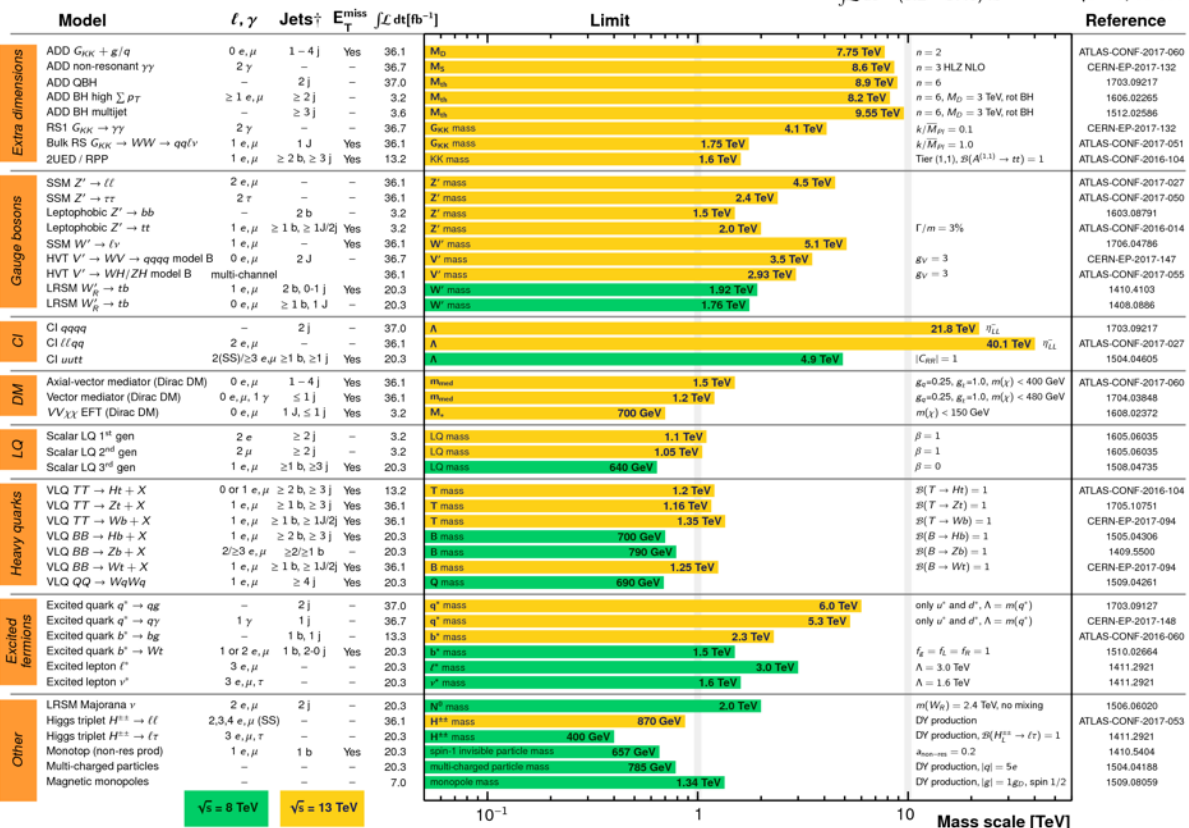 Model ℓ, γ Jets† E_T^miss ∫ℒ dt[fb⁻¹] Limit Reference
Extra dimensions
ADD G_KK + g/q 0 e, μ 1 − 4 j Yes 36.1 M_D 7.75 TeV n = 2 ATLAS-CONF-2017-060
ADD non-resonant γγ 2 γ − − 36.7 M_S 8.6 TeV n = 3 HLZ NLO CERN-EP-2017-132
ADD QBH − 2 j − 37.0 M_th 8.9 TeV n = 6 1703.09217
ADD BH high ∑ p_T ≥ 1 e, μ ≥ 2 j − 3.2 M_th 8.2 TeV n = 6, M_D = 3 TeV, rot BH 1606.02265
ADD BH multijet − ≥ 3 j − 3.6 M_th 9.55 TeV n = 6, M_D = 3 TeV, rot BH 1512.02586
RS1 G_KK → γγ 2 γ − − 36.7 G_KK mass 4.1 TeV k/M̅_Pl = 0.1 CERN-EP-2017-132
Bulk RS G_KK → WW → qqℓν 1 e, μ 1 J Yes 36.1 G_KK mass 1.75 TeV k/M̅_Pl = 1.0 ATLAS-CONF-2017-051
2UED / RPP 1 e, μ ≥ 2 b, ≥ 3 j Yes 13.2 KK mass 1.6 TeV Tier (1,1), ℬ(A^(1,1) → tt) = 1 ATLAS-CONF-2016-104
Gauge bosons
SSM Z′ → ℓℓ 2 e, μ − − 36.1 Z′ mass 4.5 TeV ATLAS-CONF-2017-027
SSM Z′ → ττ 2 τ − − 36.1 Z′ mass 2.4 TeV ATLAS-CONF-2017-050
Leptophobic Z′ → bb − 2 b − 3.2 Z′ mass 1.5 TeV 1603.08791
Leptophobic Z′ → tt 1 e, μ ≥ 1 b, ≥ 1J/2j Yes 3.2 Z′ mass 2.0 TeV Γ/m = 3% ATLAS-CONF-2016-014
SSM W′ → ℓν 1 e, μ − Yes 36.1 W′ mass 5.1 TeV 1706.04786
HVT V′ → WV → qqqq model B 0 e, μ 2 J − 36.7 V′ mass 3.5 TeV g_V = 3 CERN-EP-2017-147
HVT V′ → WH/ZH model B multi-channel 36.1 V′ mass 2.93 TeV g_V = 3 ATLAS-CONF-2017-055
LRSM W′_R → tb 1 e, μ 2 b, 0-1 j Yes 20.3 W′ mass 1.92 TeV 1410.4103
LRSM W′_R → tb 0 e, μ ≥ 1 b, 1 J − 20.3 W′ mass 1.76 TeV 1408.0886
CI
CI qqqq − 2 j − 37.0 Λ 21.8 TeV η⁻_LL 1703.09217
CI ℓℓqq 2 e, μ − − 36.1 Λ 40.1 TeV η⁻_LL ATLAS-CONF-2017-027
CI uutt 2(SS)/≥3 e,μ ≥1 b, ≥1 j Yes 20.3 Λ 4.9 TeV |C_RR| = 1 1504.04605
DM
Axial-vector mediator (Dirac DM) 0 e, μ 1 − 4 j Yes 36.1 m_med 1.5 TeV g_q=0.25, g_χ=1.0, m(χ) < 400 GeV ATLAS-CONF-2017-060
Vector mediator (Dirac DM) 0 e, μ, 1 γ ≤ 1 j Yes 36.1 m_med 1.2 TeV g_q=0.25, g_χ=1.0, m(χ) < 480 GeV 1704.03848
VVχχ EFT (Dirac DM) 0 e, μ 1 J, ≤ 1 j Yes 3.2 M_* 700 GeV m(χ) < 150 GeV 1608.02372
LQ
Scalar LQ 1st gen 2 e ≥ 2 j − 3.2 LQ mass 1.1 TeV β = 1 1605.06035
Scalar LQ 2nd gen 2 μ ≥ 2 j − 3.2 LQ mass 1.05 TeV β = 1 1605.06035
Scalar LQ 3rd gen 1 e, μ ≥1 b, ≥3 j Yes 20.3 LQ mass 640 GeV β = 0 1508.04735
Heavy quarks
VLQ TT → Ht + X 0 or 1 e, μ ≥ 2 b, ≥ 3 j Yes 13.2 T mass 1.2 TeV ℬ(T → Ht) = 1 ATLAS-CONF-2016-104
VLQ TT → Zt + X 1 e, μ ≥ 1 b, ≥ 3 j Yes 36.1 T mass 1.16 TeV ℬ(T → Zt) = 1 1705.10751
VLQ TT → Wb + X 1 e, μ ≥ 1 b, ≥ 1J/2j Yes 36.1 T mass 1.35 TeV ℬ(T → Wb) = 1 CERN-EP-2017-094
VLQ BB → Hb + X 1 e, μ ≥ 2 b, ≥ 3 j Yes 20.3 B mass 700 GeV ℬ(B → Hb) = 1 1505.04306
VLQ BB → Zb + X 2/≥3 e, μ ≥2/≥1 b − 20.3 B mass 790 GeV ℬ(B → Zb) = 1 1409.5500
VLQ BB → Wt + X 1 e, μ ≥ 1 b, ≥ 1J/2j Yes 36.1 B mass 1.25 TeV ℬ(B → Wt) = 1 CERN-EP-2017-094
VLQ QQ → WqWq 1 e, μ ≥ 4 j Yes 20.3 Q mass 690 GeV 1509.04261
Excited fermions
Excited quark q* → qg − 2 j − 37.0 q* mass 6.0 TeV only u* and d*, Λ = m(q*) 1703.09127
Excited quark q* → qγ 1 γ 1 j − 36.7 q* mass 5.3 TeV only u* and d*, Λ = m(q*) CERN-EP-2017-148
Excited quark b* → bg − 1 b, 1 j − 13.3 b* mass 2.3 TeV ATLAS-CONF-2016-060
Excited quark b* → Wt 1 or 2 e, μ 1 b, 2-0 j Yes 20.3 b* mass 1.5 TeV f_g = f_L = f_R = 1 1510.02664
Excited lepton ℓ* 3 e, μ − − 20.3 ℓ* mass 3.0 TeV Λ = 3.0 TeV 1411.2921
Excited lepton ν* 3 e, μ, τ − − 20.3 ν* mass 1.6 TeV Λ = 1.6 TeV 1411.2921
Other
LRSM Majorana ν 2 e, μ 2 j − 20.3 N⁰ mass 2.0 TeV m(W_R) = 2.4 TeV, no mixing 1506.06020
Higgs triplet H^±± → ℓℓ 2,3,4 e, μ (SS) − − 36.1 H^±± mass 870 GeV DY production ATLAS-CONF-2017-053
Higgs triplet H^±± → ℓτ 3 e, μ, τ − − 20.3 H^±± mass 400 GeV DY production, ℬ(H_L^±± → ℓτ) = 1 1411.2921
Monotop (non-res prod) 1 e, μ 1 b Yes 20.3 spin-1 invisible particle mass 657 GeV a_non-res = 0.2 1410.5404
Multi-charged particles − − − 20.3 multi-charged particle mass 785 GeV DY production, |q| = 5e 1504.04188
Magnetic monopoles − − − 7.0 monopole mass 1.34 TeV DY production, |g| = 1g_D, spin 1/2 1509.08059
√s = 8 TeV √s = 13 TeV
10⁻¹ 1 10
Mass scale [TeV]